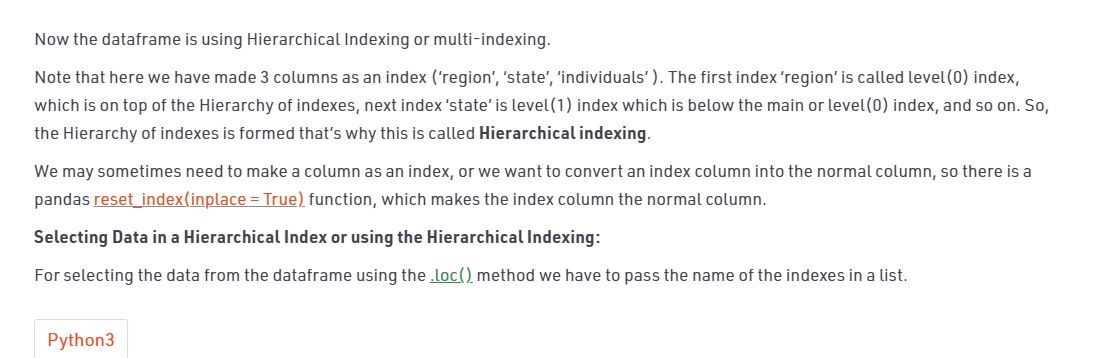 Now the dataframe is using Hierarchical Indexing or multi-indexing.
Note that here we have made 3 columns as an index (‘region’, ‘state’, ‘individuals’ ). The first index ‘region’ is called level(0) index,
which is on top of the Hierarchy of indexes, next index ‘state’ is level(1) index which is below the main or level(0) index, and so on. So,
the Hierarchy of indexes is formed that’s why this is called Hierarchical indexing.
We may sometimes need to make a column as an index, or we want to convert an index column into the normal column, so there is a
pandas reset_index(inplace = True) function, which makes the index column the normal column.
Selecting Data in a Hierarchical Index or using the Hierarchical Indexing:
For selecting the data from the dataframe using the .loc() method we have to pass the name of the indexes in a list.
Python3